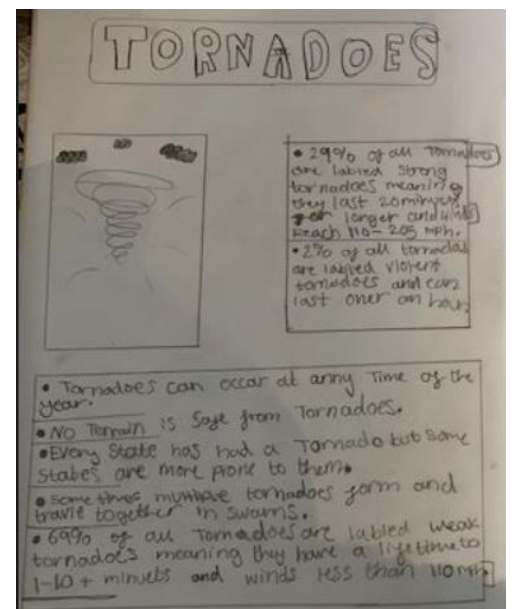 TORNADOES
• 29% of all Tornadoes
are labled strong
tornadoes meaning
they last 20 minutes
or longer and winds
Reach 110-205 mph.
• 2% of all tornados
are labled violent
tornadoes and can
last over an hour
• Tornadoes can occar at anny Time of the
year.
• No Terrain is Safe from Tornadoes.
• Every State has had a Tornado but some
states are more prone to them.
• some times multiple tornadoes form and
travle together in swarms.
• 69% of all Tornadoes are labled weak
tornadoes meaning they have a lifetime to
1-10 + minuets and winds less than 110 mph.